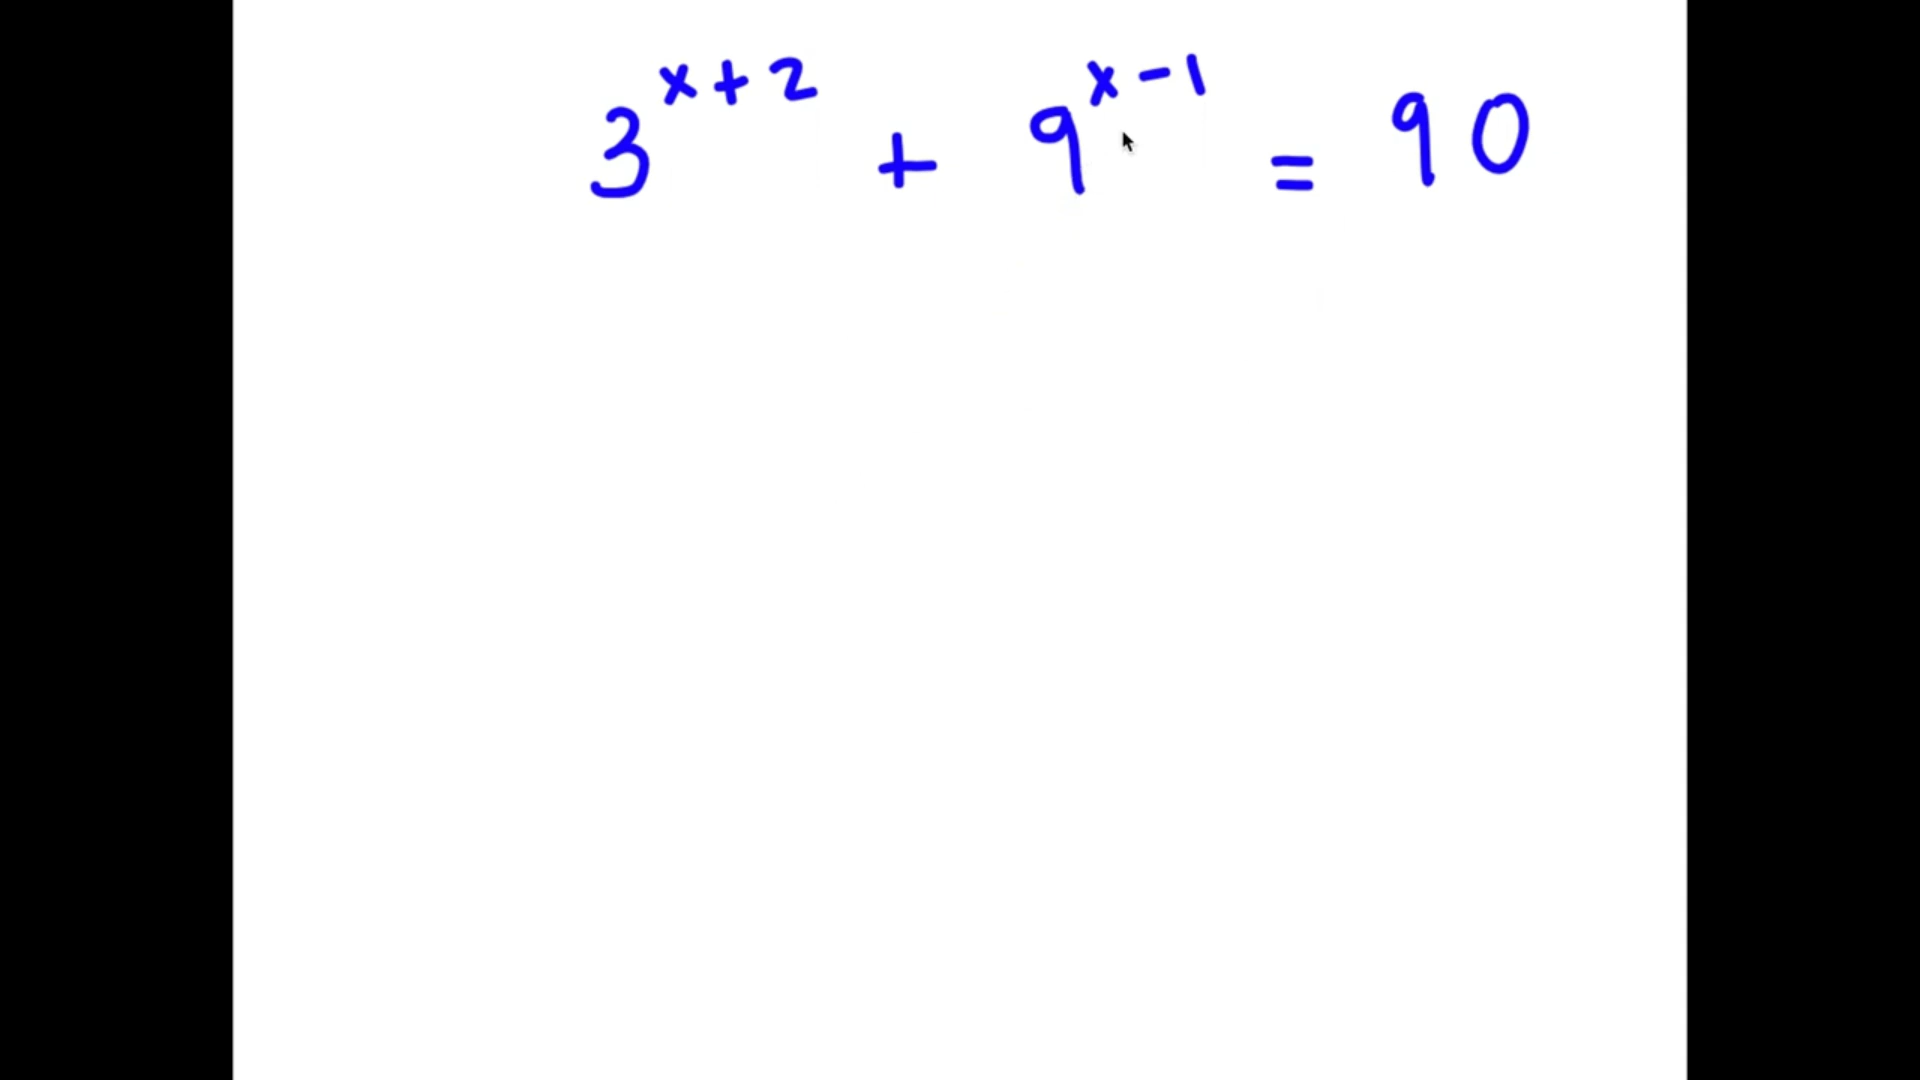 3^{x+2} + 9^{x-1} = 90